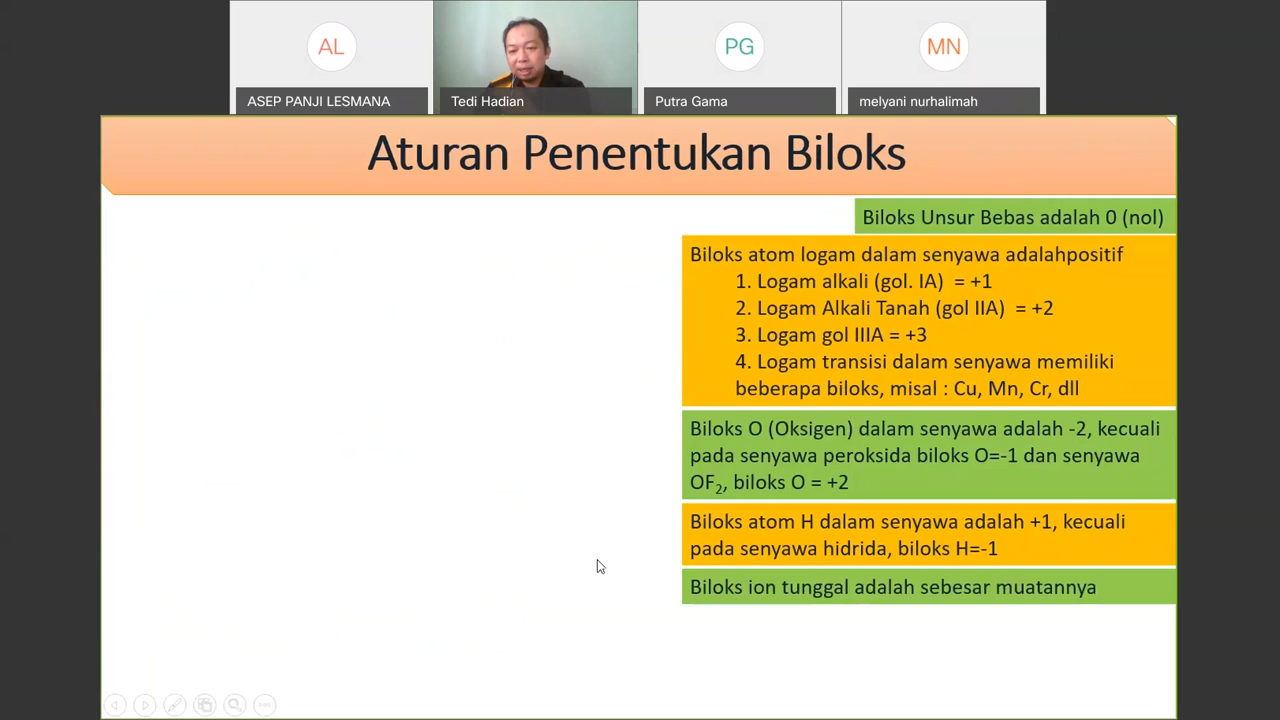 AL
PG
MN
ASEP PANJI LESMANA
Tedi Hadian
Putra Gama
melyani nurhalimah
Aturan Penentukan Biloks
Biloks Unsur Bebas adalah 0 (nol)
Biloks atom logam dalam senyawa adalahpositif
1. Logam alkali (gol. IA) = +1
2. Logam Alkali Tanah (gol IIA) = +2
3. Logam gol IIIA = +3
4. Logam transisi dalam senyawa memiliki
beberapa biloks, misal : Cu, Mn, Cr, dll
Biloks O (Oksigen) dalam senyawa adalah -2, kecuali
pada senyawa peroksida biloks O=-1 dan senyawa
OF₂, biloks O = +2
Biloks atom H dalam senyawa adalah +1, kecuali
pada senyawa hidrida, biloks H=-1
Biloks ion tunggal adalah sebesar muatannya